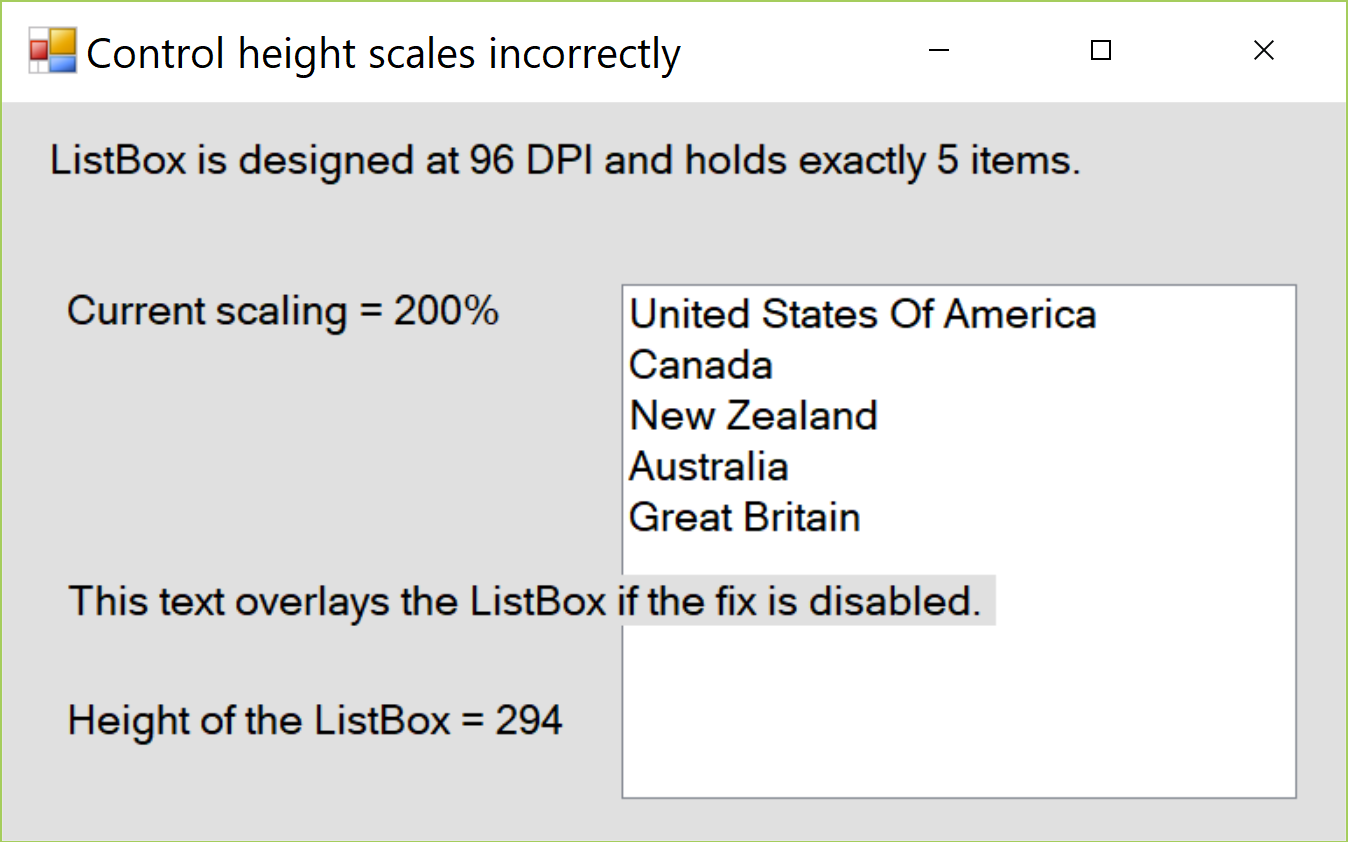 Control height scales incorrectly
ListBox is designed at 96 DPI and holds exactly 5 items.
Current scaling = 200%
United States Of America
Canada
New Zealand
Australia
Great Britain
This text overlays the ListBox if the fix is disabled.
Height of the ListBox = 294